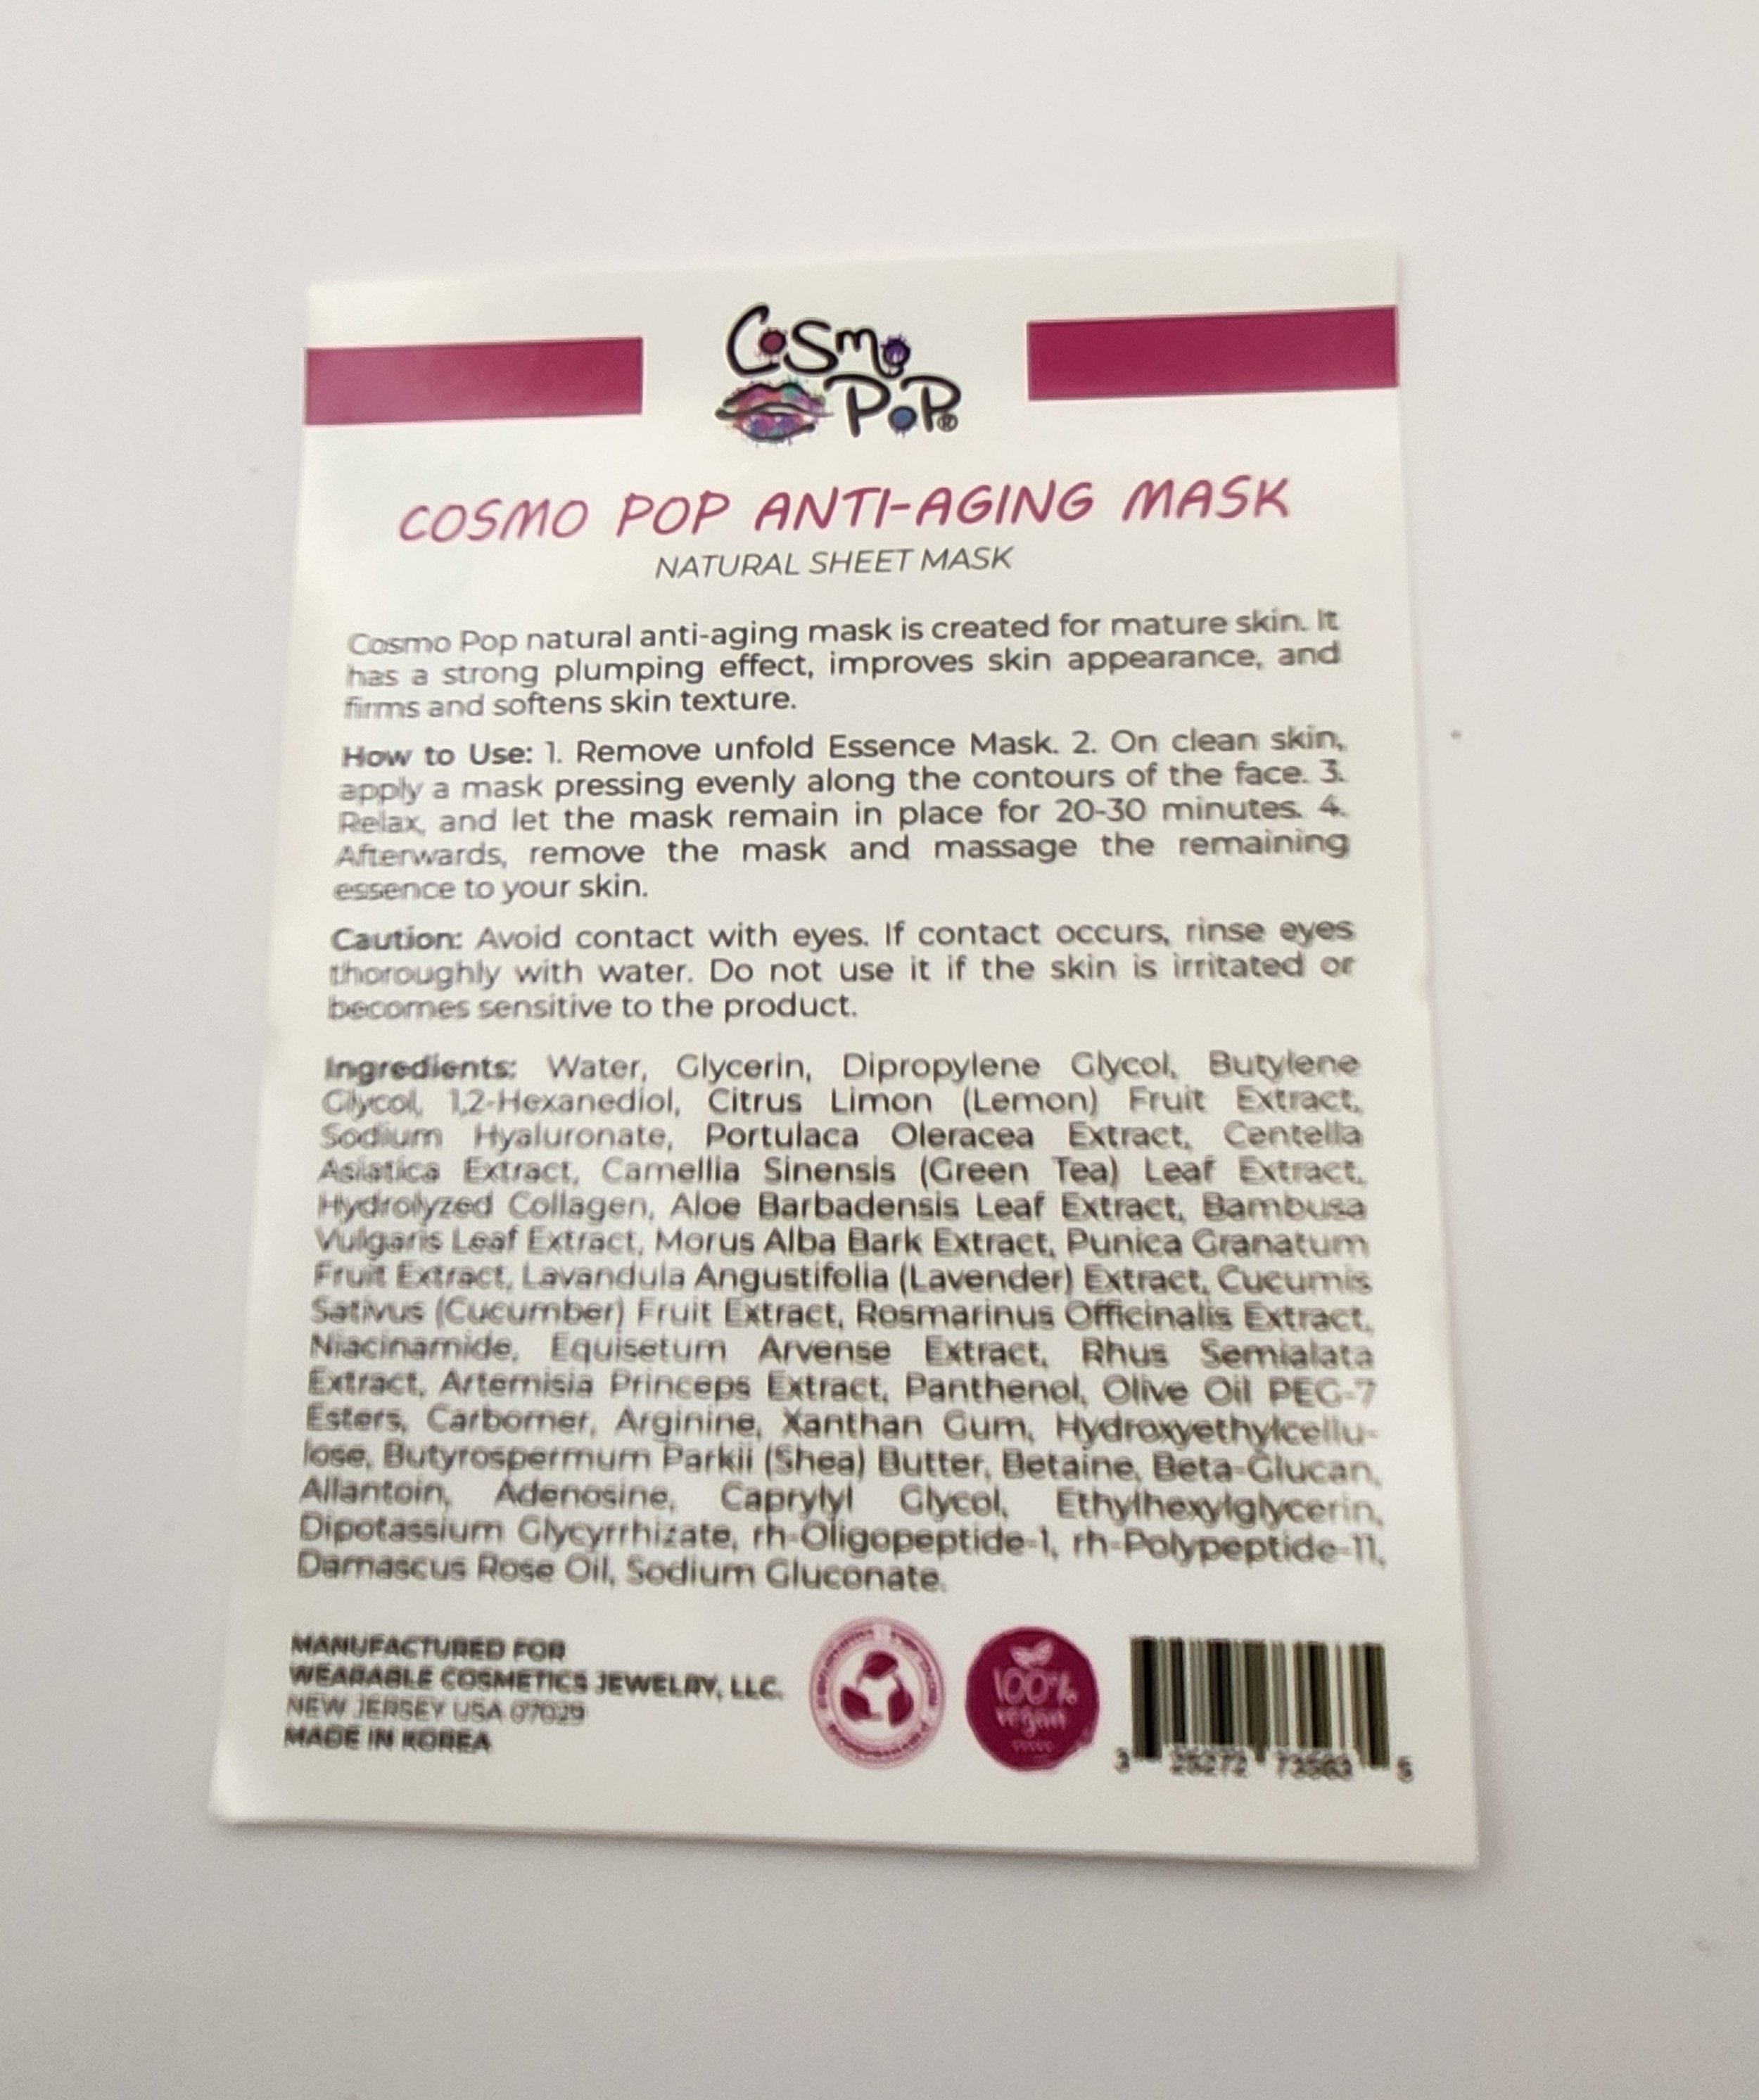 Cosmo
PoP®
COSMO POP ANTI-AGING MASK
NATURAL SHEET MASK
Cosmo Pop natural anti-aging mask is created for mature skin. It
has a strong plumping effect, improves skin appearance, and
firms and softens skin texture.
How to Use: 1. Remove unfold Essence Mask. 2. On clean skin,
apply a mask pressing evenly along the contours of the face. 3.
Relax, and let the mask remain in place for 20-30 minutes. 4.
Afterwards, remove the mask and massage the remaining
essence to your skin.
Caution: Avoid contact with eyes. If contact occurs, rinse eyes
thoroughly with water. Do not use it if the skin is irritated or
becomes sensitive to the product.
Ingredients: Water, Glycerin, Dipropylene Glycol, Butylene
Glycol, 1,2-Hexanediol, Citrus Limon (Lemon) Fruit Extract,
Sodium Hyaluronate, Portulaca Oleracea Extract, Centella
Asiatica Extract, Camellia Sinensis (Green Tea) Leaf Extract,
Hydrolyzed Collagen, Aloe Barbadensis Leaf Extract, Bambusa
Vulgaris Leaf Extract, Morus Alba Bark Extract, Punica Granatum
Fruit Extract, Lavandula Angustifolia (Lavender) Extract, Cucumis
Sativus (Cucumber) Fruit Extract, Rosmarinus Officinalis Extract,
Niacinamide, Equisetum Arvense Extract, Rhus Semialata
Extract, Artemisia Princeps Extract, Panthenol, Olive Oil PEG-7
Esters, Carbomer, Arginine, Xanthan Gum, Hydroxyethylcellu-
lose, Butyrospermum Parkii (Shea) Butter, Betaine, Beta-Glucan,
Allantoin, Adenosine, Caprylyl Glycol, Ethylhexylglycerin,
Dipotassium Glycyrrhizate, rh-Oligopeptide-1, rh-Polypeptide-11,
Damascus Rose Oil, Sodium Gluconate.
MANUFACTURED FOR
WEARABLE COSMETICS JEWELRY, LLC.
NEW JERSEY USA 07029
MADE IN KOREA
100%
vegan
3 5